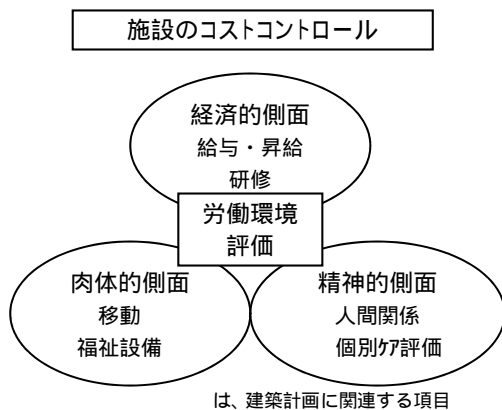 施設のコストコントロール
経済的側面
給与・昇給
研修
労働環境
評価
肉体的側面
移動
福祉設備
精神的側面
人間関係
個別ケア評価
は、建築計画に関連する項目